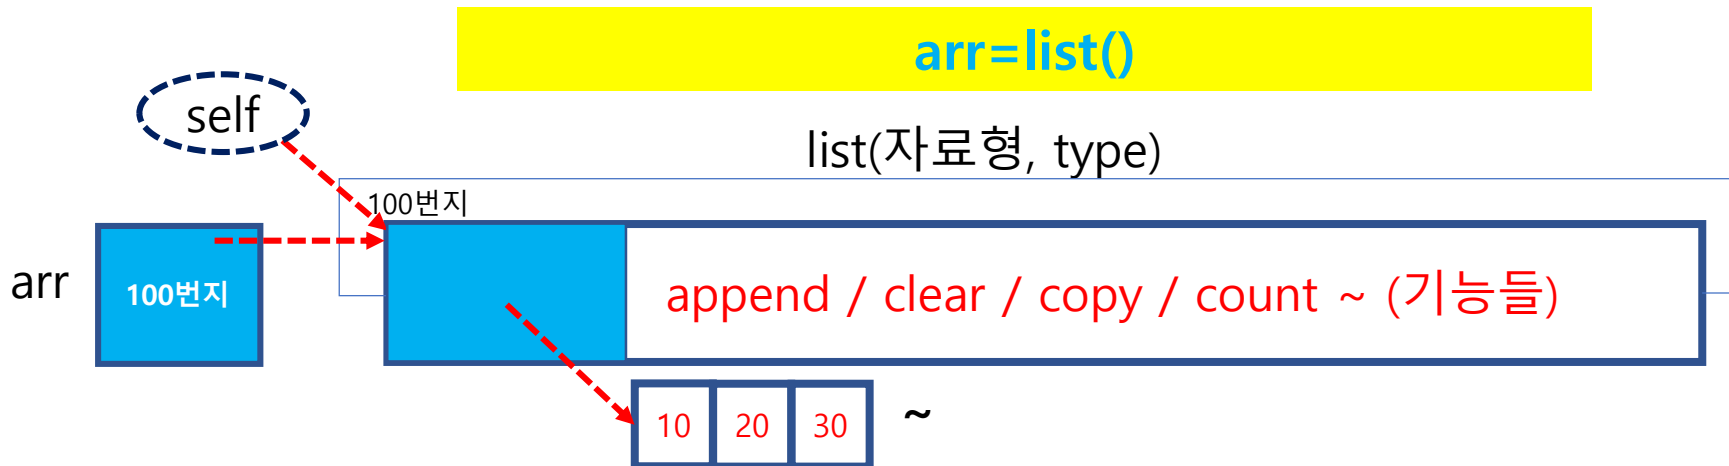 arr=list()
self
list(자료형, type)
100번지
arr
100번지
append / clear / copy / count ~ (기능들)
10 20 30 ~